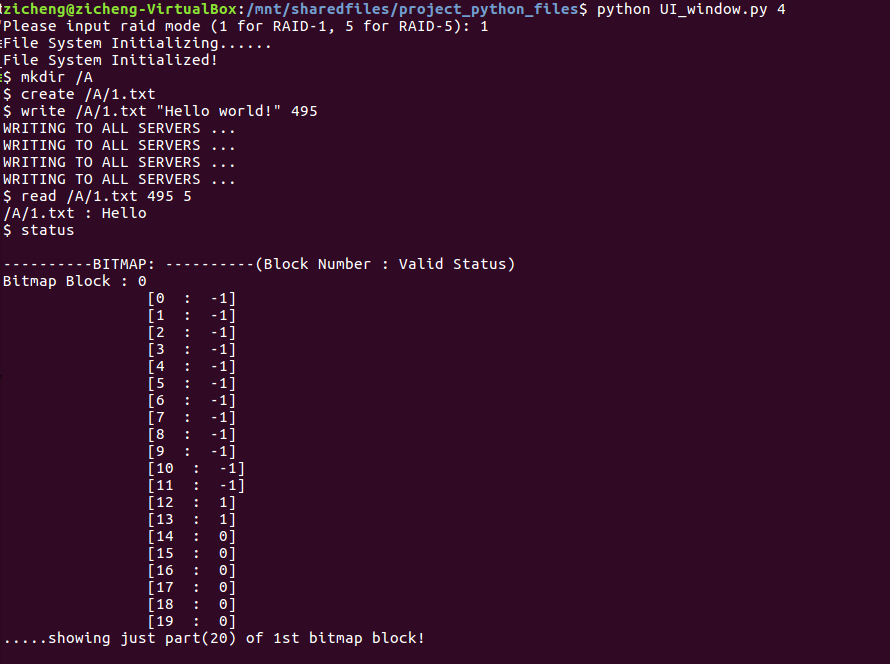 zicheng@zicheng-VirtualBox:/mnt/sharedfiles/project_python_files$ python UI_window.py 4
Please input raid mode (1 for RAID-1, 5 for RAID-5): 1
File System Initializing......
File System Initialized!
$ mkdir /A
$ create /A/1.txt
$ write /A/1.txt "Hello world!" 495
WRITING TO ALL SERVERS ...
WRITING TO ALL SERVERS ...
WRITING TO ALL SERVERS ...
WRITING TO ALL SERVERS ...
$ read /A/1.txt 495 5
/A/1.txt : Hello
$ status
----------BITMAP: ----------(Block Number : Valid Status)
Bitmap Block : 0
[0  :  -1]
[1  :  -1]
[2  :  -1]
[3  :  -1]
[4  :  -1]
[5  :  -1]
[6  :  -1]
[7  :  -1]
[8  :  -1]
[9  :  -1]
[10  :  -1]
[11  :  -1]
[12  :  1]
[13  :  1]
[14  :  0]
[15  :  0]
[16  :  0]
[17  :  0]
[18  :  0]
[19  :  0]
.....showing just part(20) of 1st bitmap block!